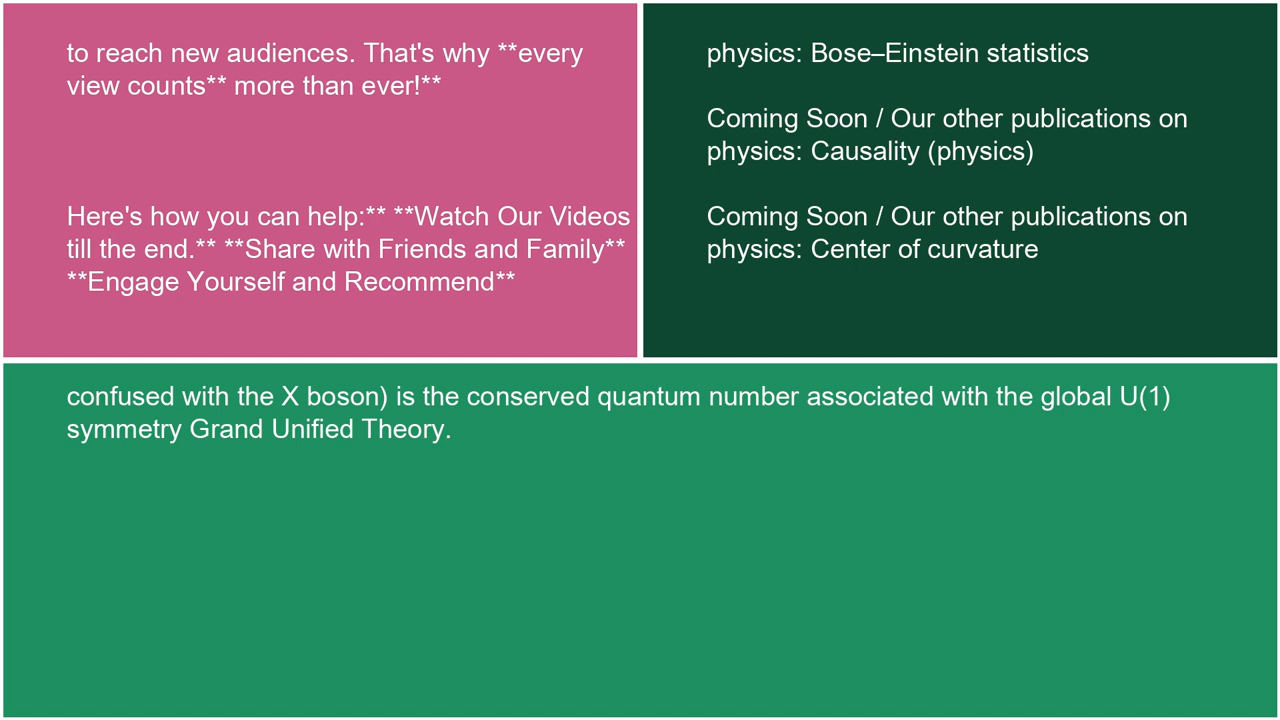 to reach new audiences. That's why **every
view counts** more than ever!**
Here's how you can help:** **Watch Our Videos
till the end.** **Share with Friends and Family**
**Engage Yourself and Recommend**
physics: Bose–Einstein statistics
Coming Soon / Our other publications on
physics: Causality (physics)
Coming Soon / Our other publications on
physics: Center of curvature
confused with the X boson) is the conserved quantum number associated with the global U(1)
symmetry Grand Unified Theory.